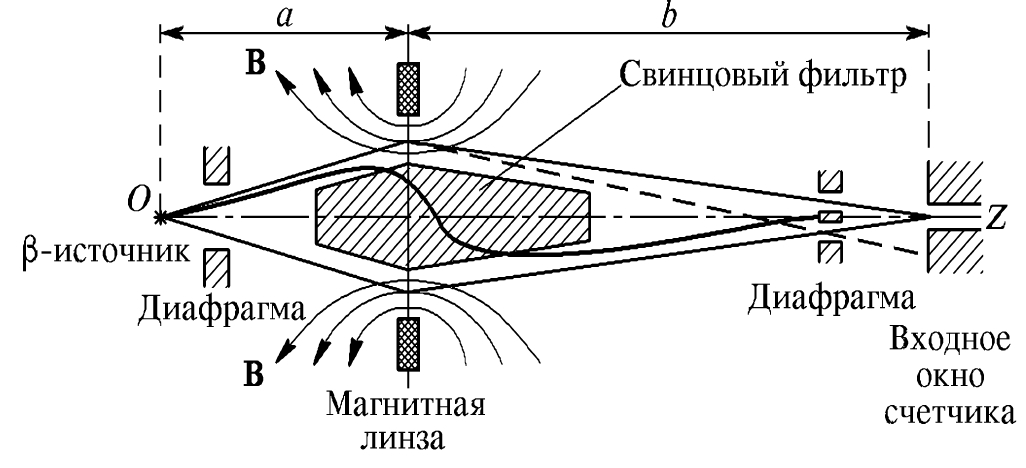 a
b
B
Свинцовый фильтр
O
Z
β-источник
Диафрагма
Диафрагма
B
Входное
окно
счетчика
Магнитная
линза